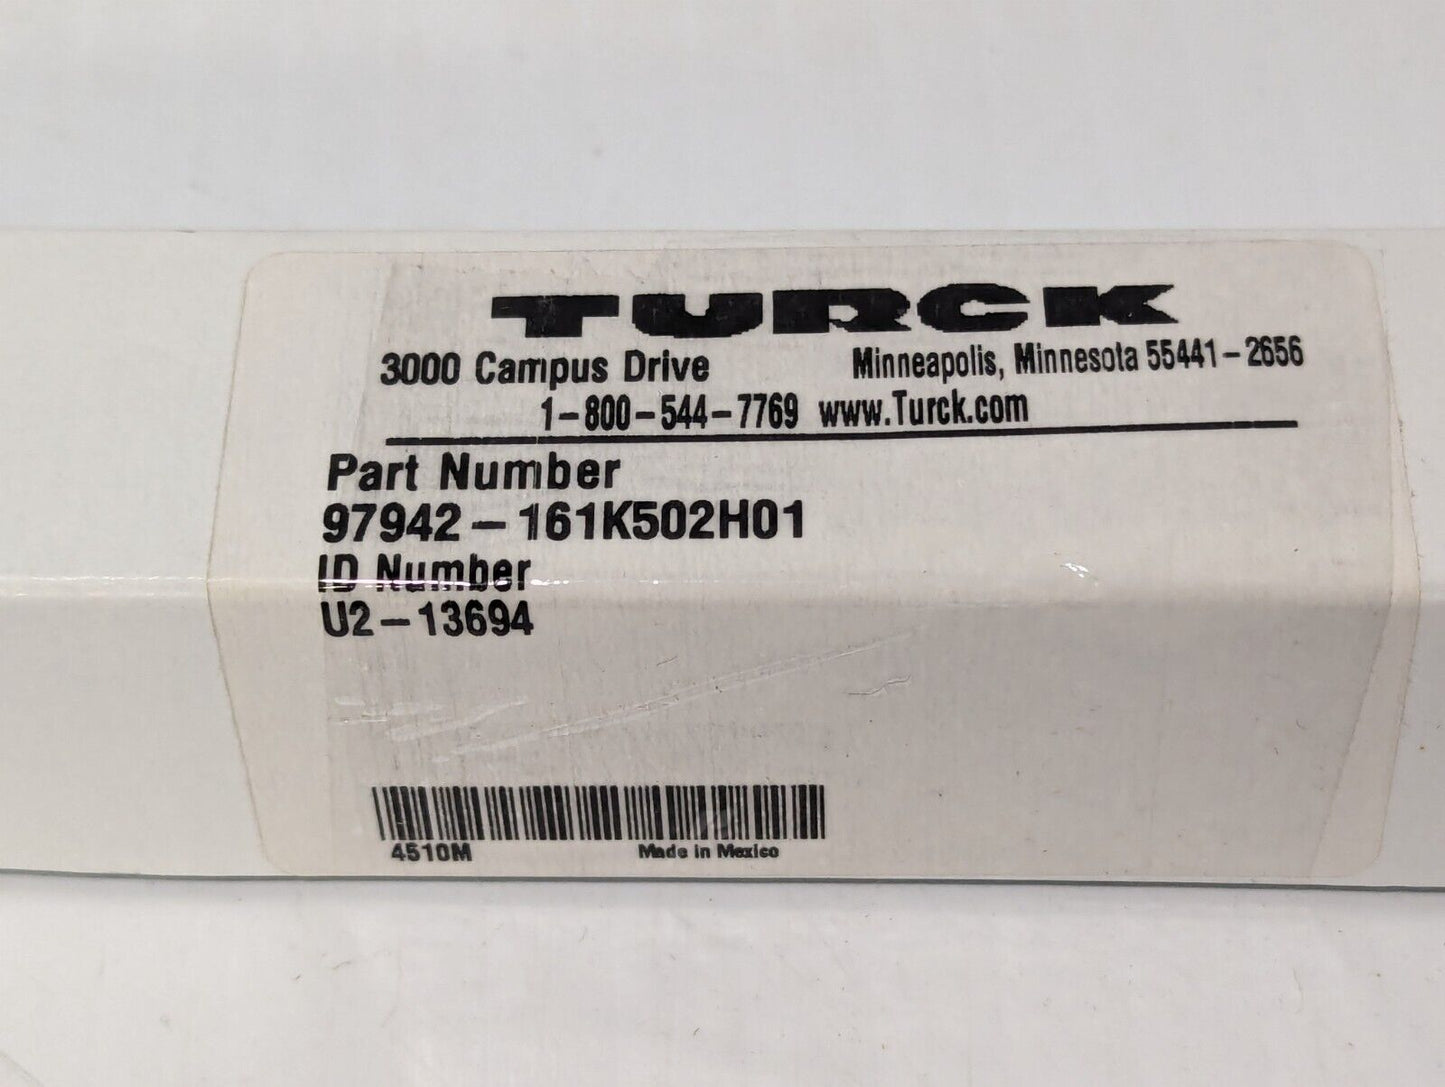 TURCK
3000 Campus Drive Minneapolis, Minnesota 55441-2656
1-800-544-7769 www.Turck.com
Part Number
97942-161K502H01
ID Number
U2-13694
4510M Made in Mexico